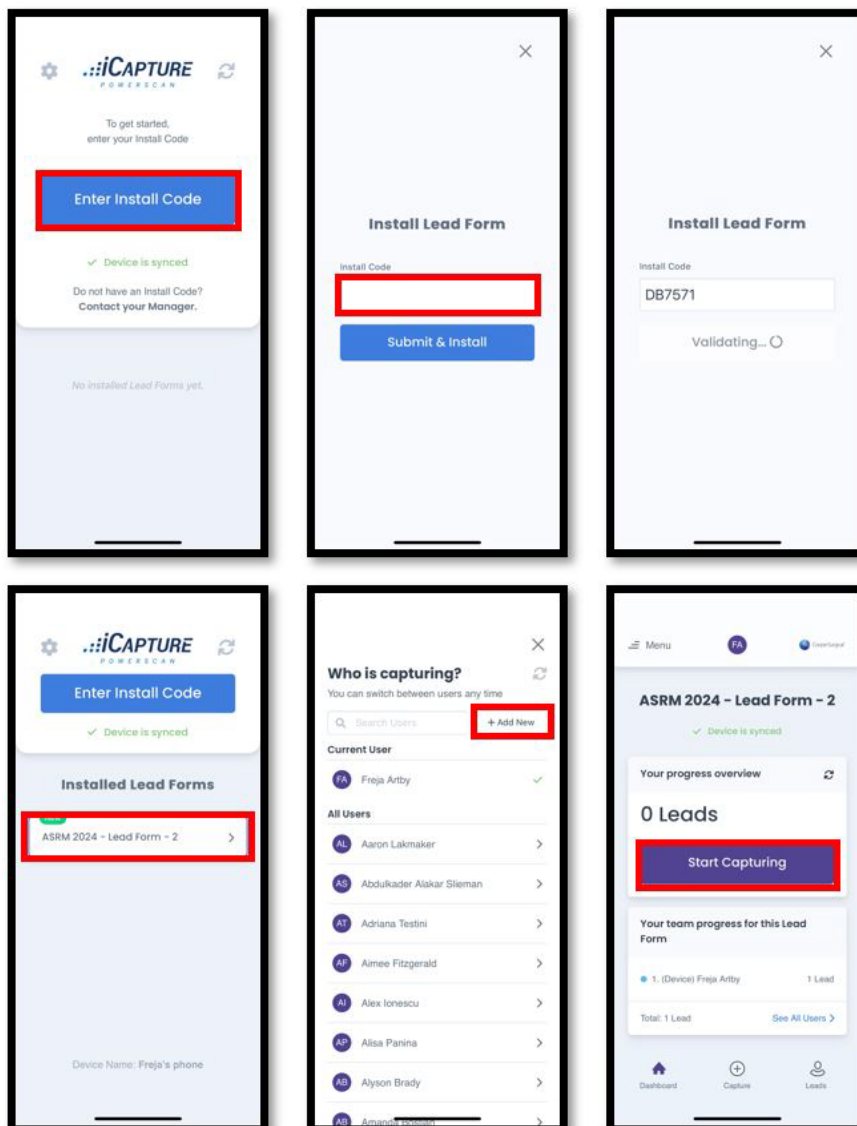 .:::iCAPTURE
POWERSCAN
To get started,
enter your Install Code
Enter Install Code
✓ Device is synced
Do not have an Install Code?
Contact your Manager.
No installed Lead Forms yet.
Install Lead Form
Install Code
Submit & Install
Install Lead Form
Install Code
DB7571
Validating...
.:::iCAPTURE
POWERSCAN
Enter Install Code
✓ Device is synced
Installed Lead Forms
ASRM 2024 - Lead Form - 2
Device Name: Freja's phone
Who is capturing?
You can switch between users any time
Search Users
+ Add New
Current User
FA Freja Artby
All Users
AL Aaron Lakmaker
AS Abdulkader Alakar Slieman
AT Adriana Testini
AF Aimee Fitzgerald
AI Alex Ionescu
AP Alisa Panina
AB Alyson Brady
AB Amanda
Menu
FA
CooperSurgical
ASRM 2024 - Lead Form - 2
✓ Device is synced
Your progress overview
0 Leads
Start Capturing
Your team progress for this Lead
Form
1. (Device) Freja Artby 1 Lead
Total: 1 Lead See All Users >
Dashboard Capture Leads